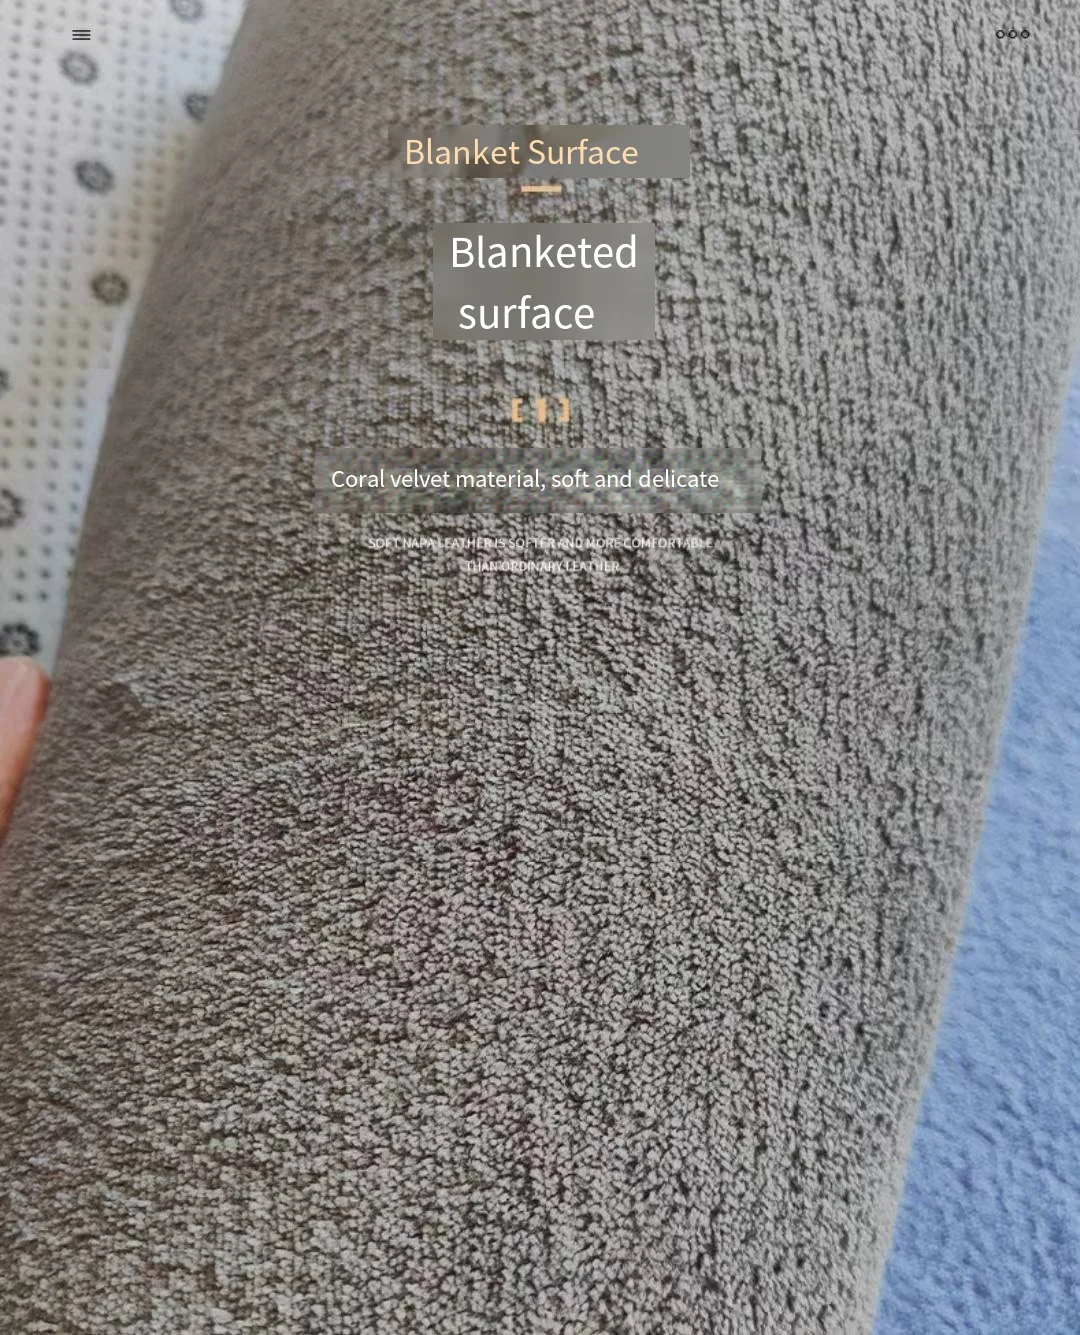 Blanket Surface
Blanketed
surface
[ 1 ]
Coral velvet material, soft and delicate
SOFT NAPA LEATHER IS SOFTER AND MORE COMFORTABLE
THAN ORDINARY LEATHER